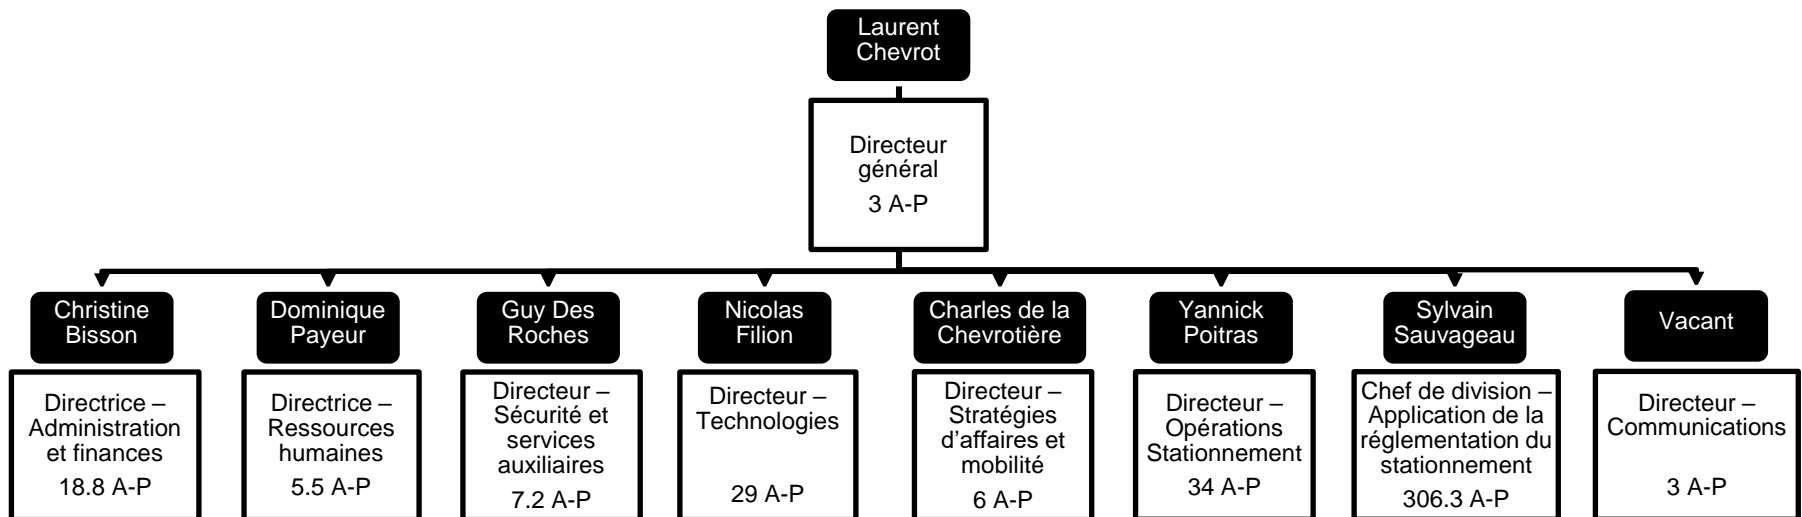 Laurent
Chevrot
Directeur
général
3 A-P
Christine
Bisson
Directrice –
Administration
et finances
18.8 A-P
Dominique
Payeur
Directrice –
Ressources
humaines
5.5 A-P
Guy Des
Roches
Directeur –
Sécurité et
services
auxiliaires
7.2 A-P
Nicolas
Filion
Directeur –
Technologies
29 A-P
Charles de la
Chevrotière
Directeur –
Stratégies
d’affaires et
mobilité
6 A-P
Yannick
Poitras
Directeur –
Opérations
Stationnement
34 A-P
Sylvain
Sauvageau
Chef de division –
Application de la
réglementation du
stationnement
306.3 A-P
Vacant
Directeur –
Communications
3 A-P